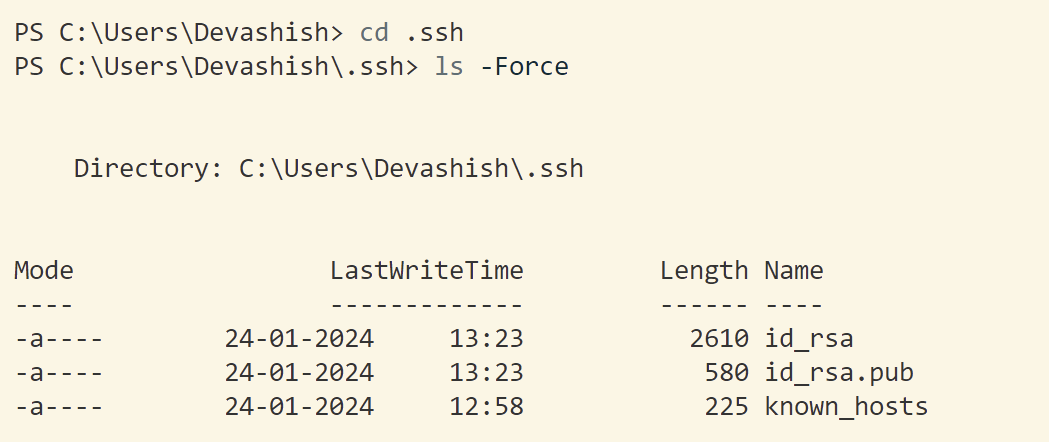 PS C:\Users\Devashish> cd .ssh
PS C:\Users\Devashish\.ssh> ls -Force
    Directory: C:\Users\Devashish\.ssh
Mode                 LastWriteTime         Length Name
----                 -------------         ------ ----
-a----        24-01-2024     13:23           2610 id_rsa
-a----        24-01-2024     13:23            580 id_rsa.pub
-a----        24-01-2024     12:58            225 known_hosts